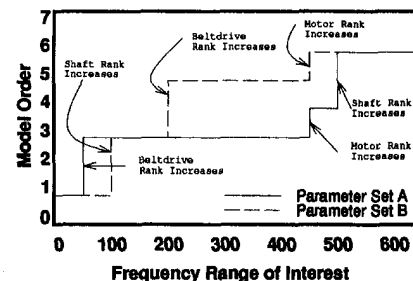 7
6
5
4
3
2
1
0
Model Order
Shaft Rank
Increases
Beltdrive
Rank Increases
Motor Rank
Increases
Beltdrive
Rank Increases
Shaft Rank
Increases
Motor Rank
Increases
Parameter Set A
Parameter Set B
0 100 200 300 400 500 600
Frequency Range of Interest